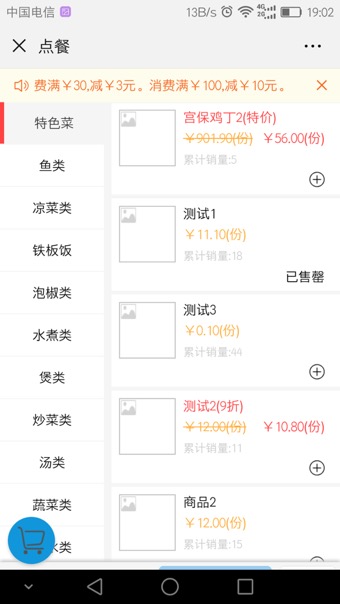 中国电信 13B/s 4G 2G 19:02
点餐
费满￥30,减￥3元。消费满￥100,减￥10元。
特色菜
鱼类
凉菜类
铁板饭
泡椒类
水煮类
煲类
炒菜类
汤类
蔬菜类
水类
宫保鸡丁2(特价)
￥901.90(份) ￥56.00(份)
累计销量:5
测试1
￥11.10(份)
累计销量:18
已售罄
测试3
￥0.10(份)
累计销量:44
测试2(9折)
￥12.00(份) ￥10.80(份)
累计销量:11
商品2
￥12.00(份)
累计销量:15